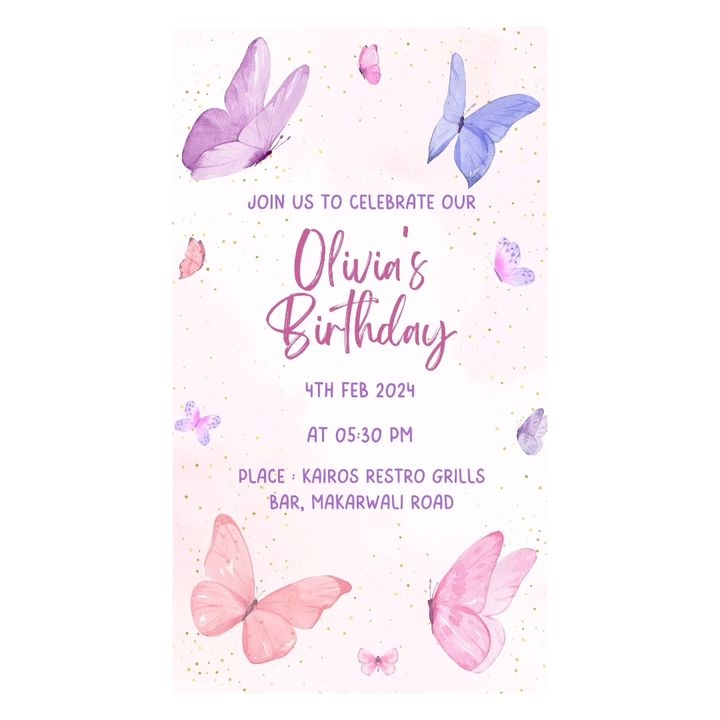 JOIN US TO CELEBRATE OUR
Olivia's
Birthday
4TH FEB 2024
AT 05:30 PM
PLACE : KAIROS RESTRO GRILLS
BAR, MAKARWALI ROAD